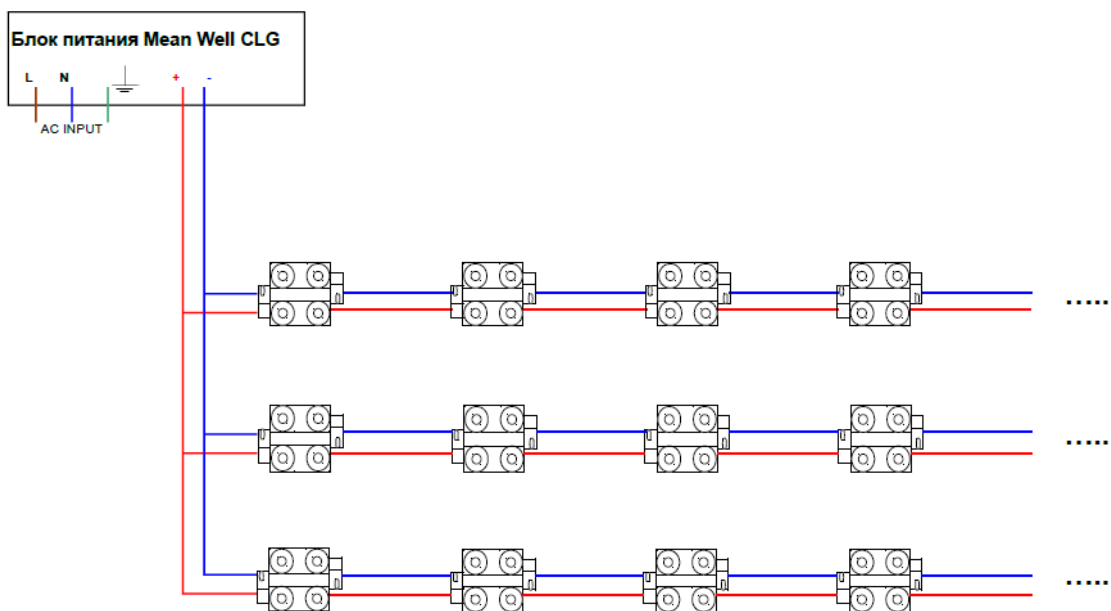 Блок питания Mean Well CLG
L N + -
AC INPUT
.....
.....
.....